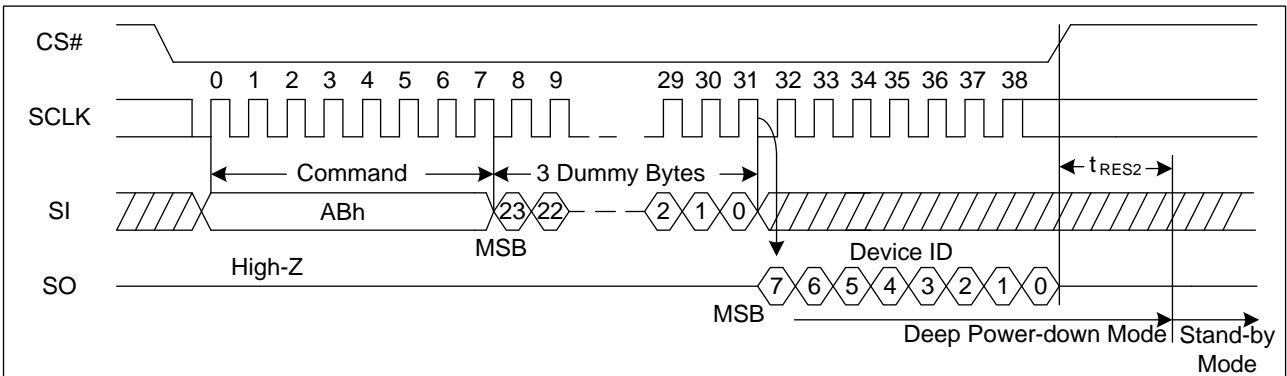 CS#
0 1 2 3 4 5 6 7 8 9 29 30 31 32 33 34 35 36 37 38
SCLK
Command 3 Dummy Bytes tRES2
SI ABh 23 22 2 1 0
MSB
High-Z Device ID
SO 7 6 5 4 3 2 1 0
MSB
Deep Power-down Mode Stand-by
Mode